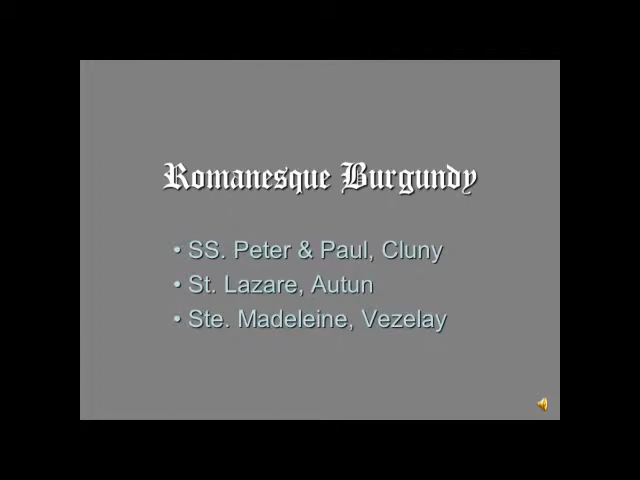 Romanesque Burgundy
• SS. Peter & Paul, Cluny
• St. Lazare, Autun
• Ste. Madeleine, Vezelay